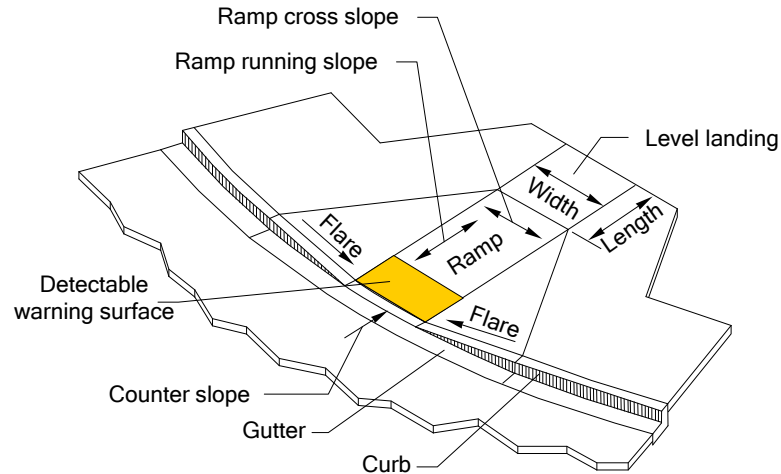 Ramp cross slope
Ramp running slope
Level landing
Width
Length
Flare
Ramp
Detectable
warning surface
Flare
Counter slope
Gutter
Curb